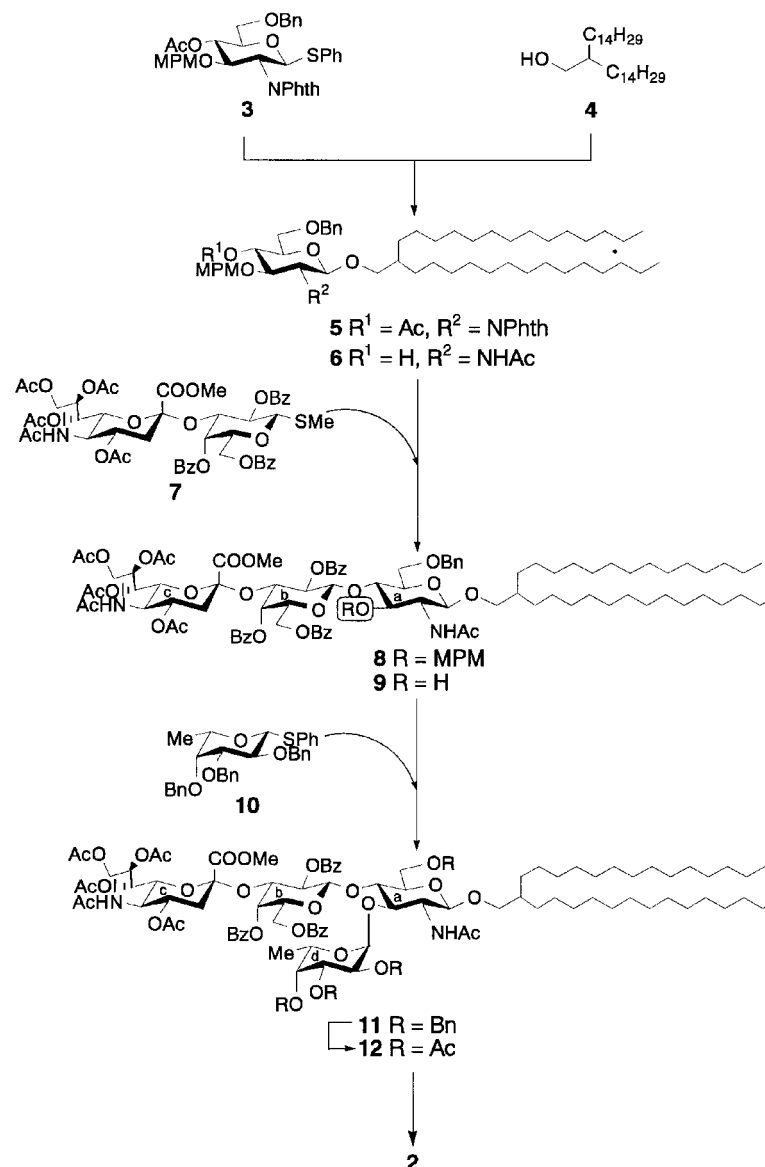 OBn
AcO O SPh
MPMO
NPhth
3
C14H29
HO
C14H29
4
OBn
R1O O O
MPMO
R2
5 R1 = Ac, R2 = NPhth
6 R1 = H, R2 = NHAc
AcO OAc COOMe OBz
AcO O O O SMe
AcHN
OAc BzO OBz
7
AcO OAc COOMe OBz OBn
AcO c O O b O O a O O
AcHN RO
OAc BzO OBz NHAc
8 R = MPM
9 R = H
Me O SPh
OBn
OBn
BnO
10
AcO OAc COOMe OBz OR
AcO c O O b O O a O O
AcHN
OAc BzO OBz O NHAc
Me d O
OR
OR
RO
11 R = Bn
12 R = Ac
2